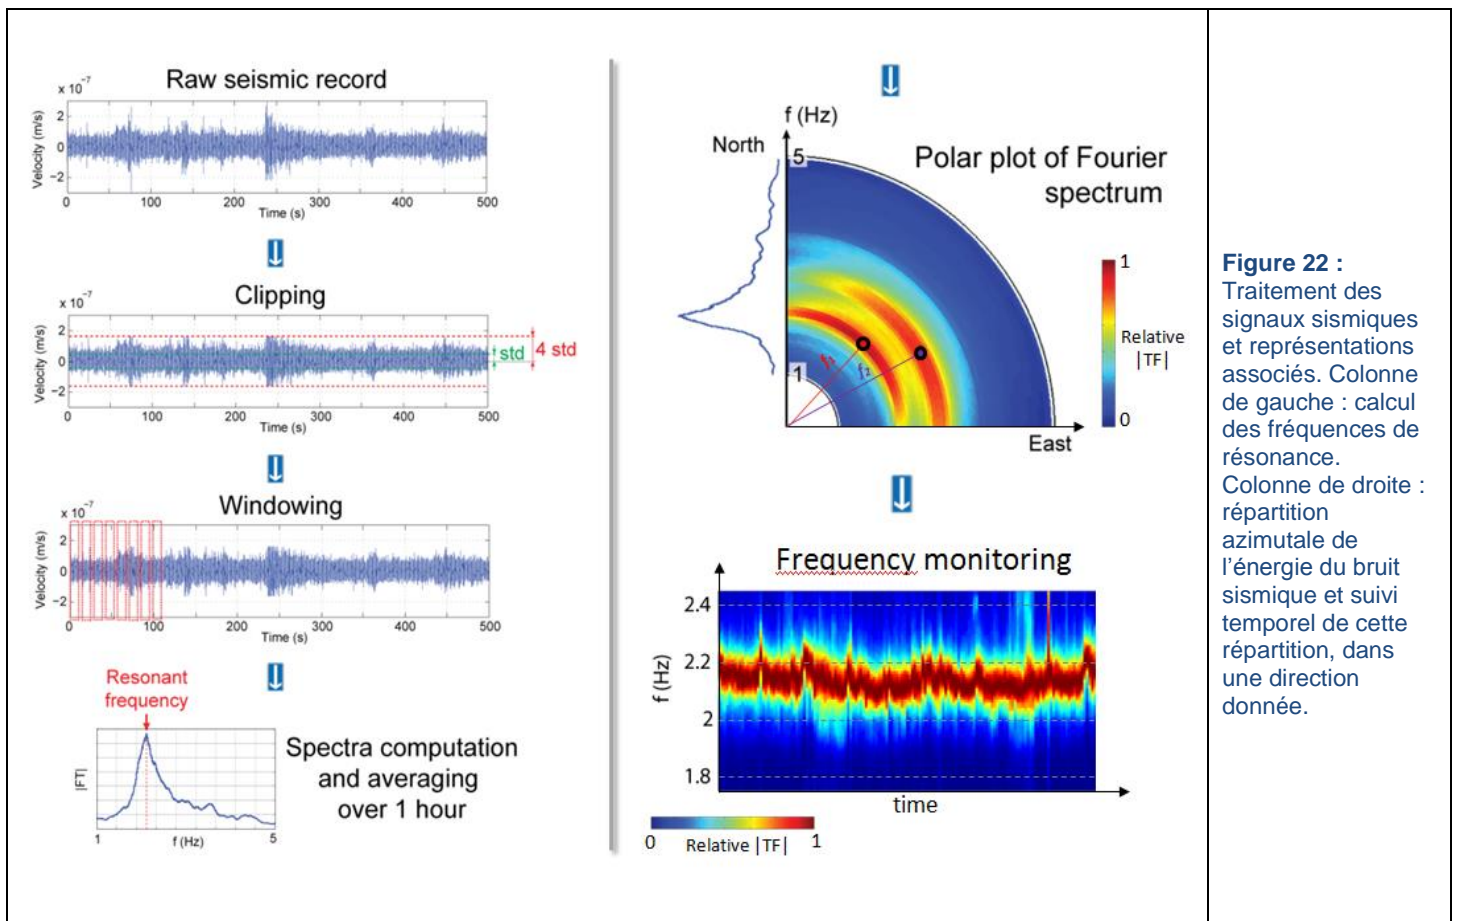 Raw seismic record
x 10⁻⁷
Velocity (m/s)
2
0
−2
0 100 200 300 400 500
Time (s)
Clipping
x 10⁻⁷
Velocity (m/s)
2
0
−2
std
4 std
0 100 200 300 400 500
Time (s)
Windowing
x 10⁻⁷
Velocity (m/s)
2
0
−2
0 100 200 300 400 500
Time (s)
Resonant
frequency
|FT|
1 5
f (Hz)
Spectra computation
and averaging
over 1 hour
f (Hz)
North
5
Polar plot of Fourier
spectrum
1
f₁
f₂
East
1
Relative
|TF|
0
Frequency monitoring
f (Hz)
2.4
2.2
2
1.8
time
0 Relative |TF| 1
Figure 22 :
Traitement des
signaux sismiques
et représentations
associés. Colonne
de gauche : calcul
des fréquences de
résonance.
Colonne de droite :
répartition
azimutale de
l’énergie du bruit
sismique et suivi
temporel de cette
répartition, dans
une direction
donnée.